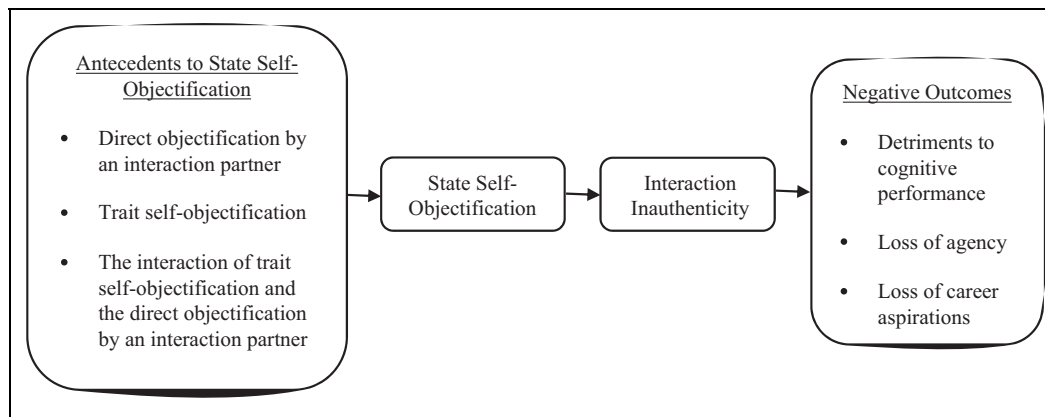 Antecedents to State Self-
Objectification
• Direct objectification by
an interaction partner
• Trait self-objectification
• The interaction of trait
self-objectification and
the direct objectification
by an interaction partner
State Self-
Objectification
Interaction
Inauthenticity
Negative Outcomes
• Detriments to
cognitive
performance
• Loss of agency
• Loss of career
aspirations